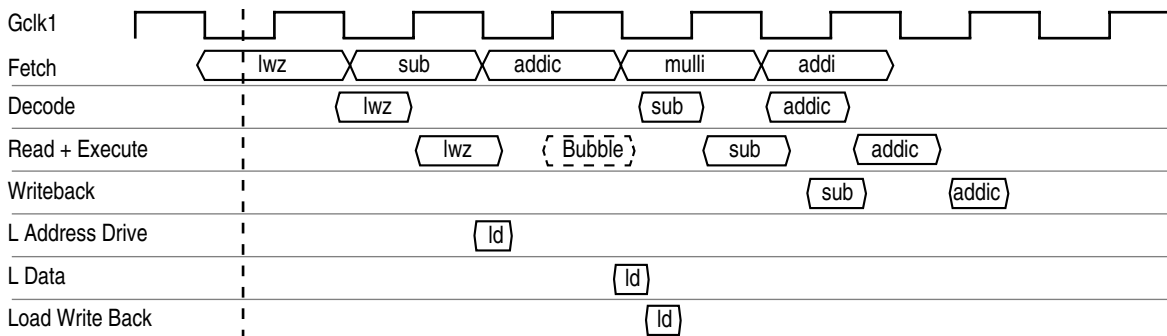 Gclk1
Fetch lwz sub addic mulli addi
Decode lwz sub addic
Read + Execute lwz Bubble sub addic
Writeback sub addic
L Address Drive ld
L Data ld
Load Write Back ld